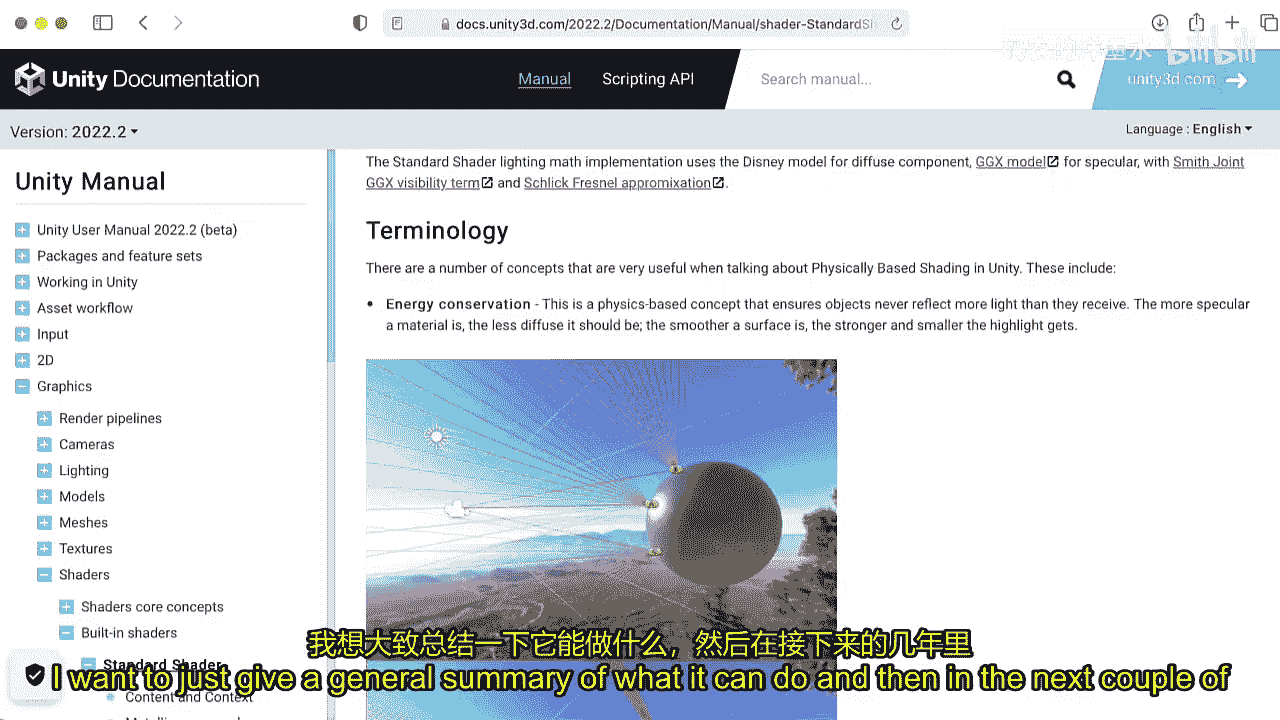 docs.unity3d.com/2022.2/Documentation/Manual/shader-StandardSi
bilibili
Unity Documentation
Manual
Scripting API
Search manual...
unity3d.com
Version: 2022.2
Language : English
Unity Manual
Unity User Manual 2022.2 (beta)
Packages and feature sets
Working in Unity
Asset workflow
Input
2D
Graphics
Render pipelines
Cameras
Lighting
Models
Meshes
Textures
Shaders
Shaders core concepts
Built-in shaders
Standard Shader
Content and Context
The Standard Shader lighting math implementation uses the Disney model for diffuse component, GGX model for specular, with Smith Joint
GGX visibility term and Schlick Fresnel appromixation.
Terminology
There are a number of concepts that are very useful when talking about Physically Based Shading in Unity. These include:
Energy conservation - This is a physics-based concept that ensures objects never reflect more light than they receive. The more specular
a material is, the less diffuse it should be; the smoother a surface is, the stronger and smaller the highlight gets.
我想大致总结一下它能做什么，然后在接下来的几年里
I want to just give a general summary of what it can do and then in the next couple of